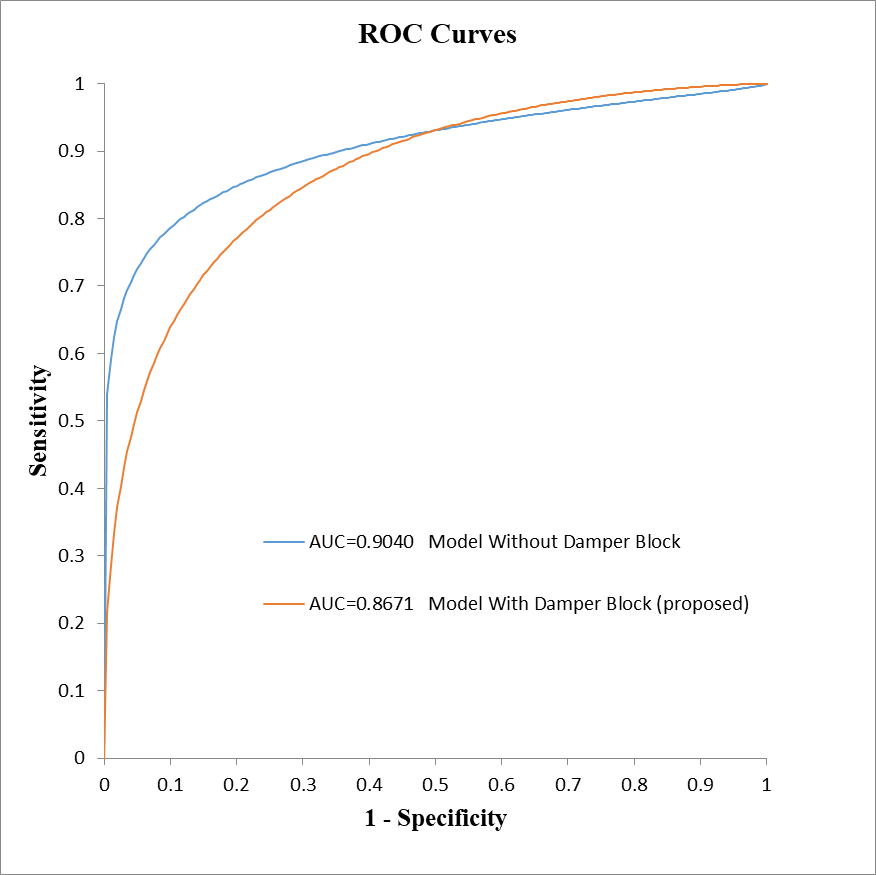 ROC Curves
1
0.9
0.8
0.7
0.6
0.5
0.4
0.3
0.2
0.1
0
Sensitivity
AUC=0.9040 Model Without Damper Block
AUC=0.8671 Model With Damper Block (proposed)
0 0.1 0.2 0.3 0.4 0.5 0.6 0.7 0.8 0.9 1
1 - Specificity